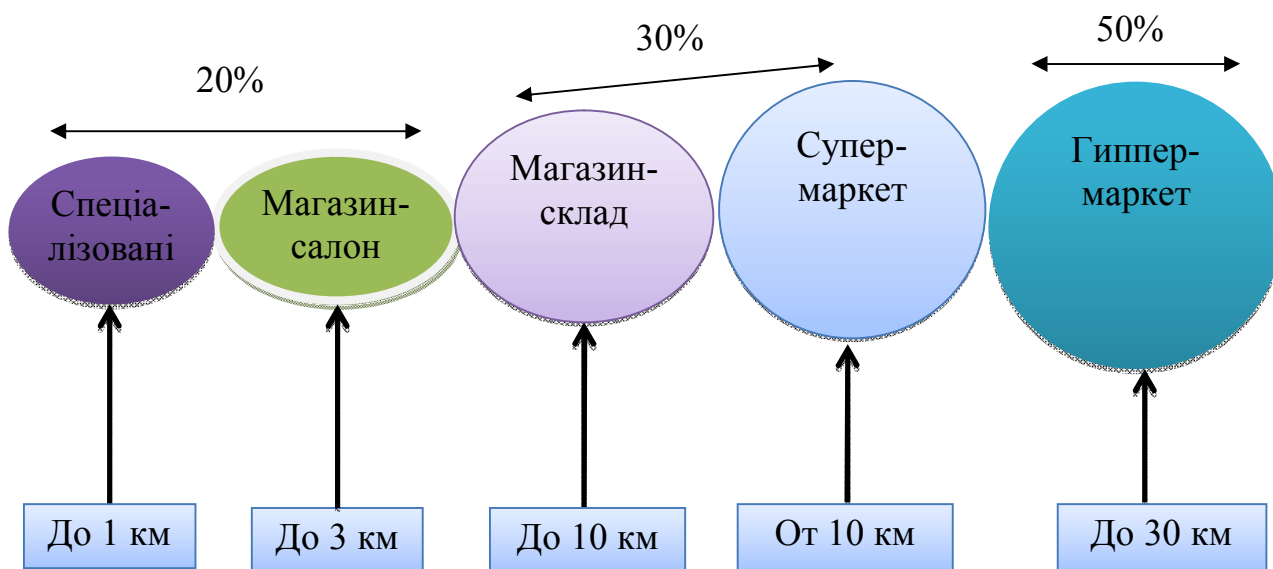 20%
30%
50%
Спеціа-
лізовані
Магазин-
салон
Магазин-
склад
Супер-
маркет
Гиппер-
маркет
До 1 км
До 3 км
До 10 км
От 10 км
До 30 км